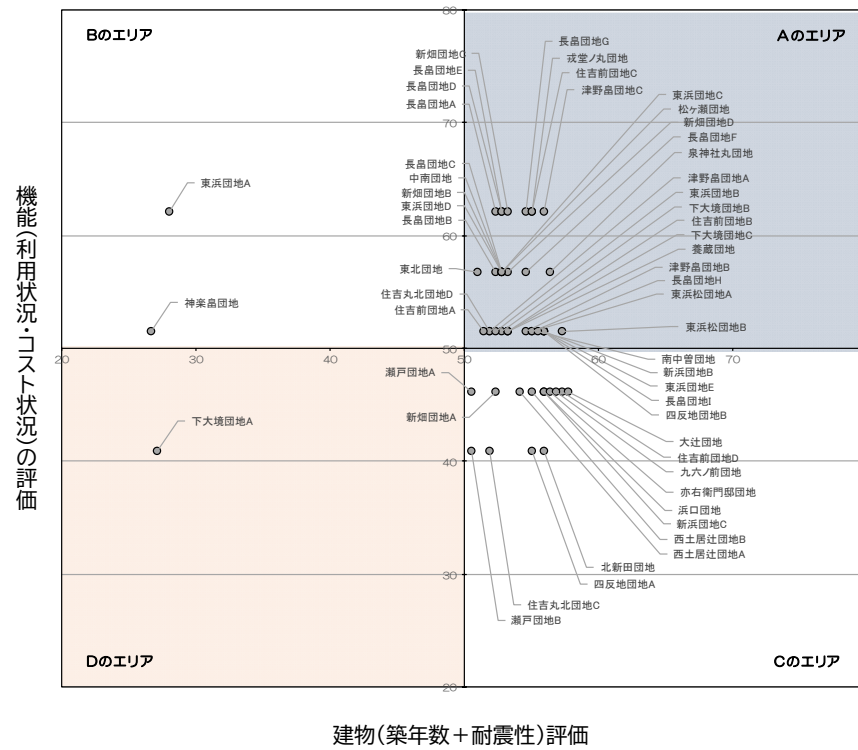 80
Bのエリア
Aのエリア
長畠団地G
戎堂ノ丸団地
住吉前団地C
津野畠団地C
新畑団地C
長畠団地E
長畠団地D
長畠団地A
東浜団地C
松ヶ瀬団地
新畑団地D
長畠団地F
泉神社丸団地
70
長畠団地C
中南団地
新畑団地B
東浜団地D
長畠団地B
津野畠団地A
東浜団地B
下大境団地B
住吉前団地B
下大境団地C
養蔵団地
東浜団地A
60
東北団地
津野畠団地B
長畠団地H
東浜松団地A
住吉丸北団地D
住吉前団地A
神楽畠団地
東浜松団地B
20
30
40
50
50
60
70
南中曽団地
新浜団地B
東浜団地E
長畠団地I
四反地団地B
瀬戸団地A
新畑団地A
下大境団地A
大辻団地
住吉前団地D
九六ノ前団地
亦右衛門邸団地
浜口団地
新浜団地C
西土居辻団地B
西土居辻団地A
40
北新田団地
四反地団地A
住吉丸北団地C
瀬戸団地B
30
Dのエリア
Cのエリア
20
機能(利用状況・コスト状況)の評価
建物(築年数+耐震性)評価